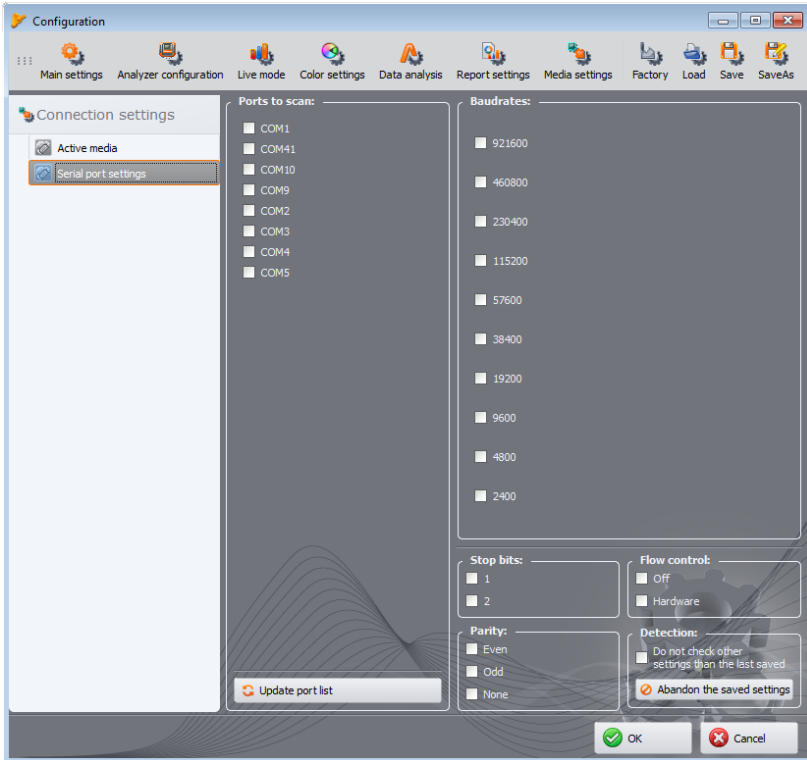 Configuration
Main settings
Analyzer configuration
Live mode
Color settings
Data analysis
Report settings
Media settings
Factory
Load
Save
SaveAs
Connection settings
Active media
Serial port settings
Ports to scan:
COM1
COM41
COM10
COM9
COM2
COM3
COM4
COM5
Update port list
Baudrates:
921600
460800
230400
115200
57600
38400
19200
9600
4800
2400
Stop bits:
1
2
Flow control:
Off
Hardware
Parity:
Even
Odd
None
Detection:
Do not check other
settings than the last saved
Abandon the saved settings
OK
Cancel